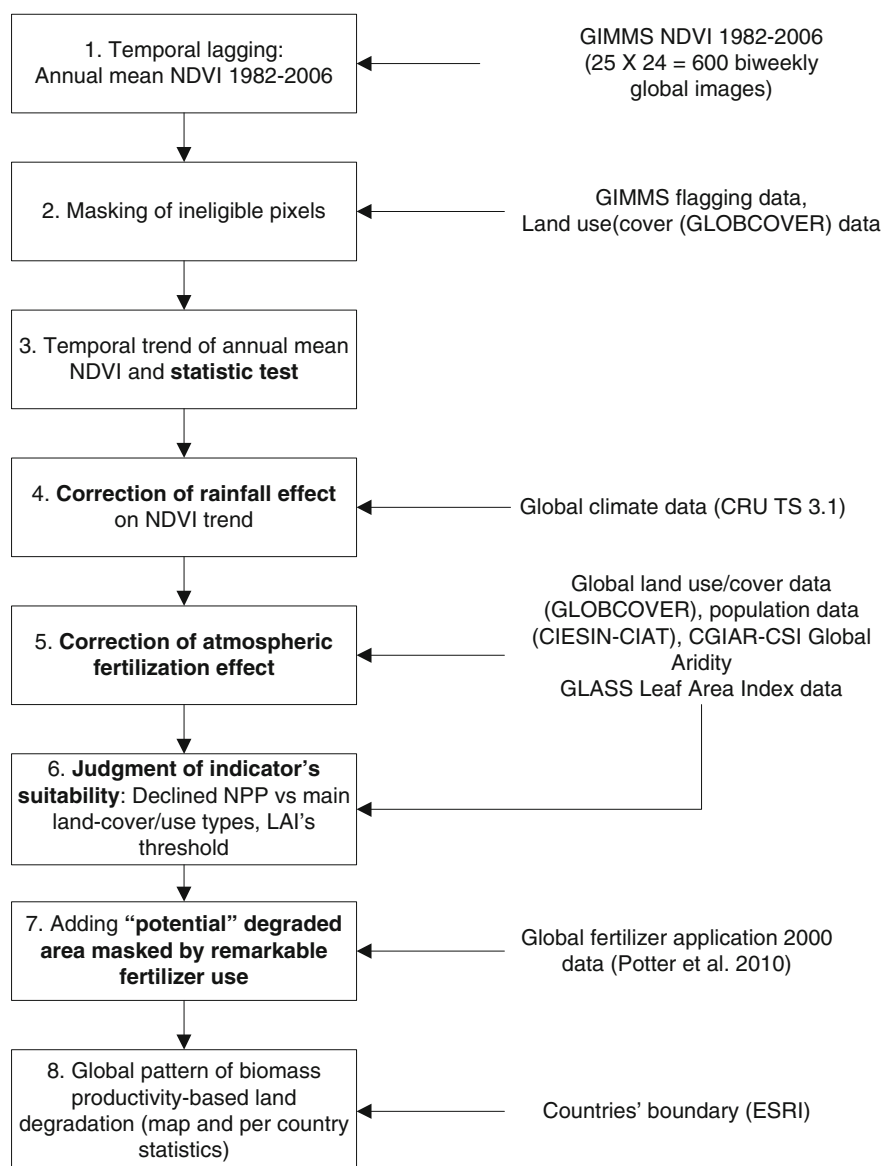 1. Temporal lagging:
Annual mean NDVI 1982-2006
GIMMS NDVI 1982-2006
(25 X 24 = 600 biweekly
global images)
2. Masking of ineligible pixels
GIMMS flagging data,
Land use(cover (GLOBCOVER) data
3. Temporal trend of annual mean
NDVI and statistic test
4. Correction of rainfall effect
on NDVI trend
Global climate data (CRU TS 3.1)
5. Correction of atmospheric
fertilization effect
Global land use/cover data
(GLOBCOVER), population data
(CIESIN-CIAT), CGIAR-CSI Global
Aridity
GLASS Leaf Area Index data
6. Judgment of indicator's
suitability: Declined NPP vs main
land-cover/use types, LAI's
threshold
7. Adding “potential” degraded
area masked by remarkable
fertilizer use
Global fertilizer application 2000
data (Potter et al. 2010)
8. Global pattern of biomass
productivity-based land
degradation (map and per country
statistics)
Countries' boundary (ESRI)